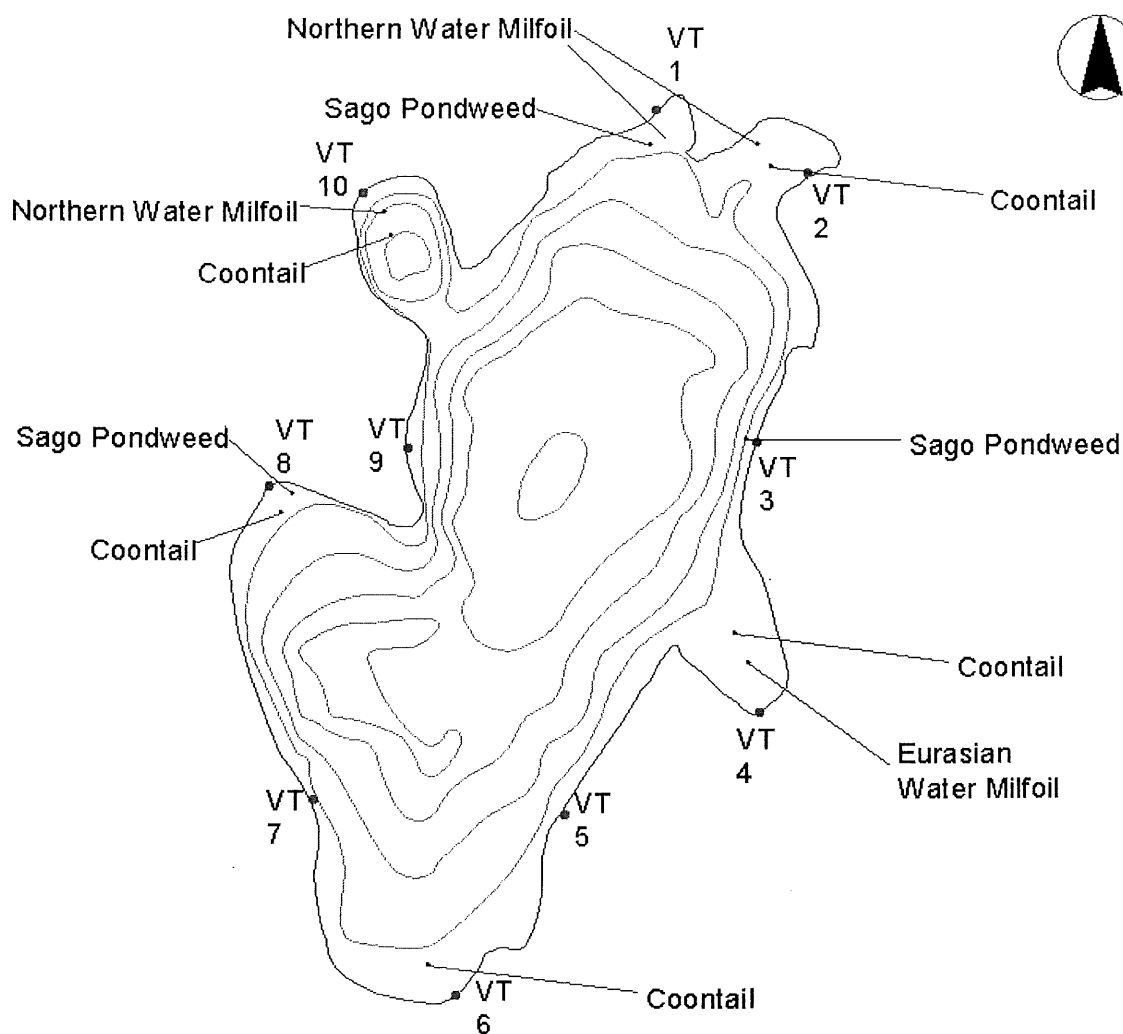 Northern Water Milfoil
VT
1
Sago Pondweed
VT
10
Northern Water Milfoil
Coontail
VT
2
Coontail
Sago Pondweed
VT
8
VT
9
Coontail
Sago Pondweed
VT
3
Coontail
VT
4
Eurasian
Water Milfoil
VT
7
VT
5
VT
6
Coontail